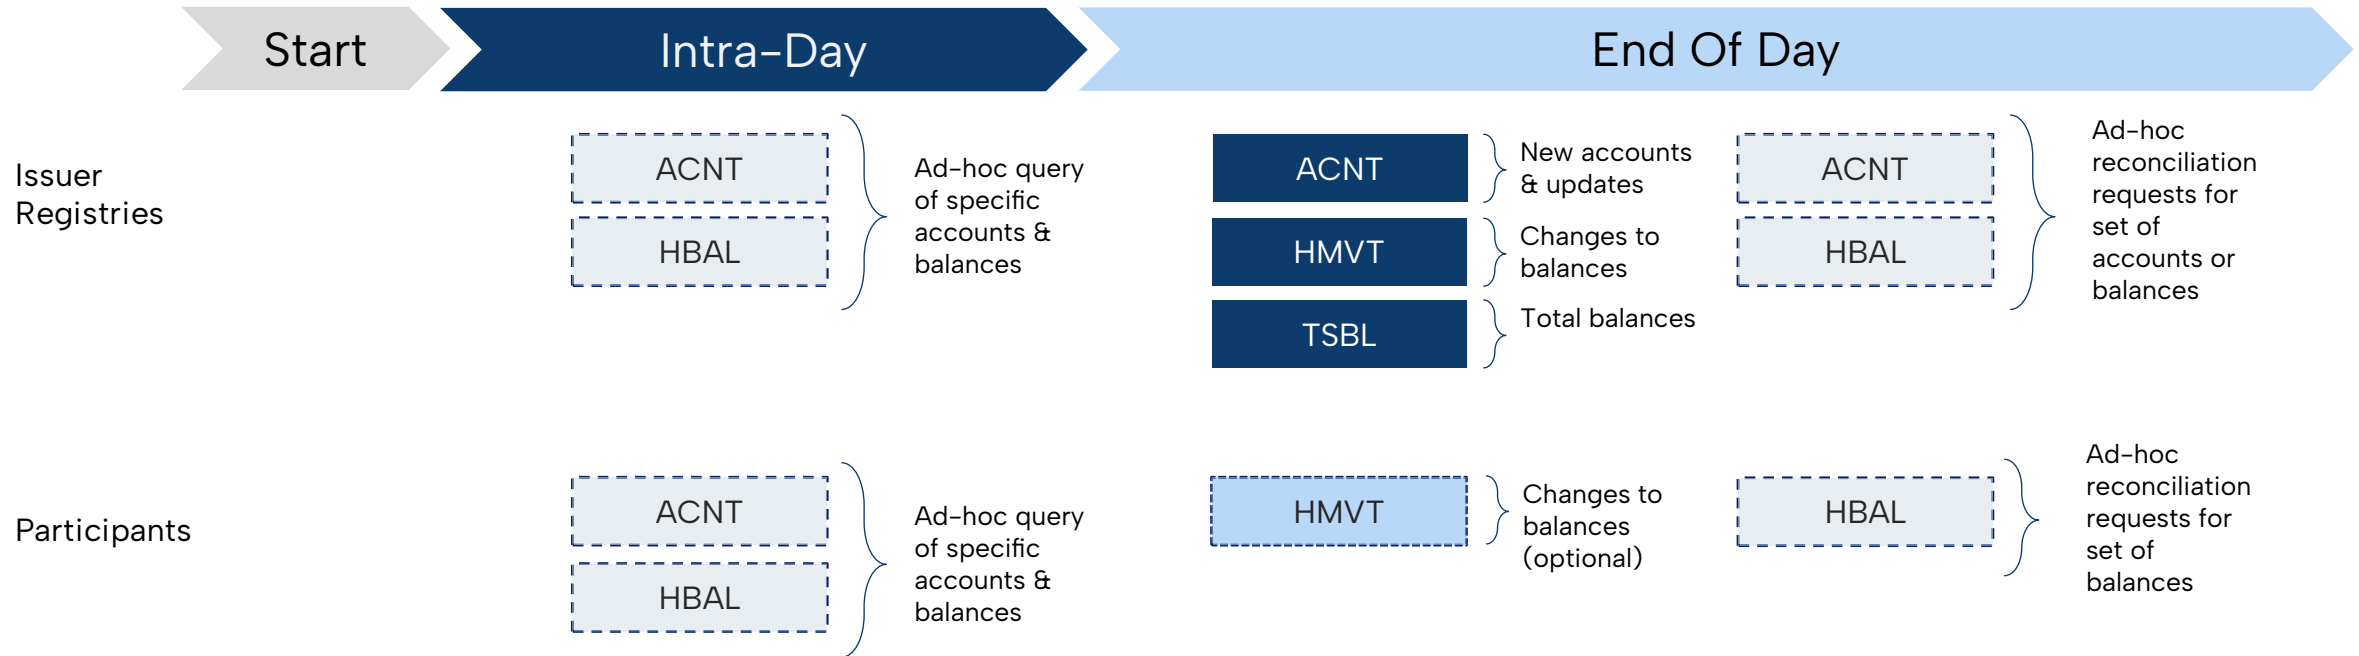 Start
Intra-Day
End Of Day
Issuer
Registries
ACNT
HBAL
Ad-hoc query
of specific
accounts &
balances
ACNT
New accounts
& updates
HMVT
Changes to
balances
TSBL
Total balances
ACNT
HBAL
Ad-hoc
reconciliation
requests for
set of
accounts or
balances
Participants
ACNT
HBAL
Ad-hoc query
of specific
accounts &
balances
HMVT
Changes to
balances
(optional)
HBAL
Ad-hoc
reconciliation
requests for
set of
balances